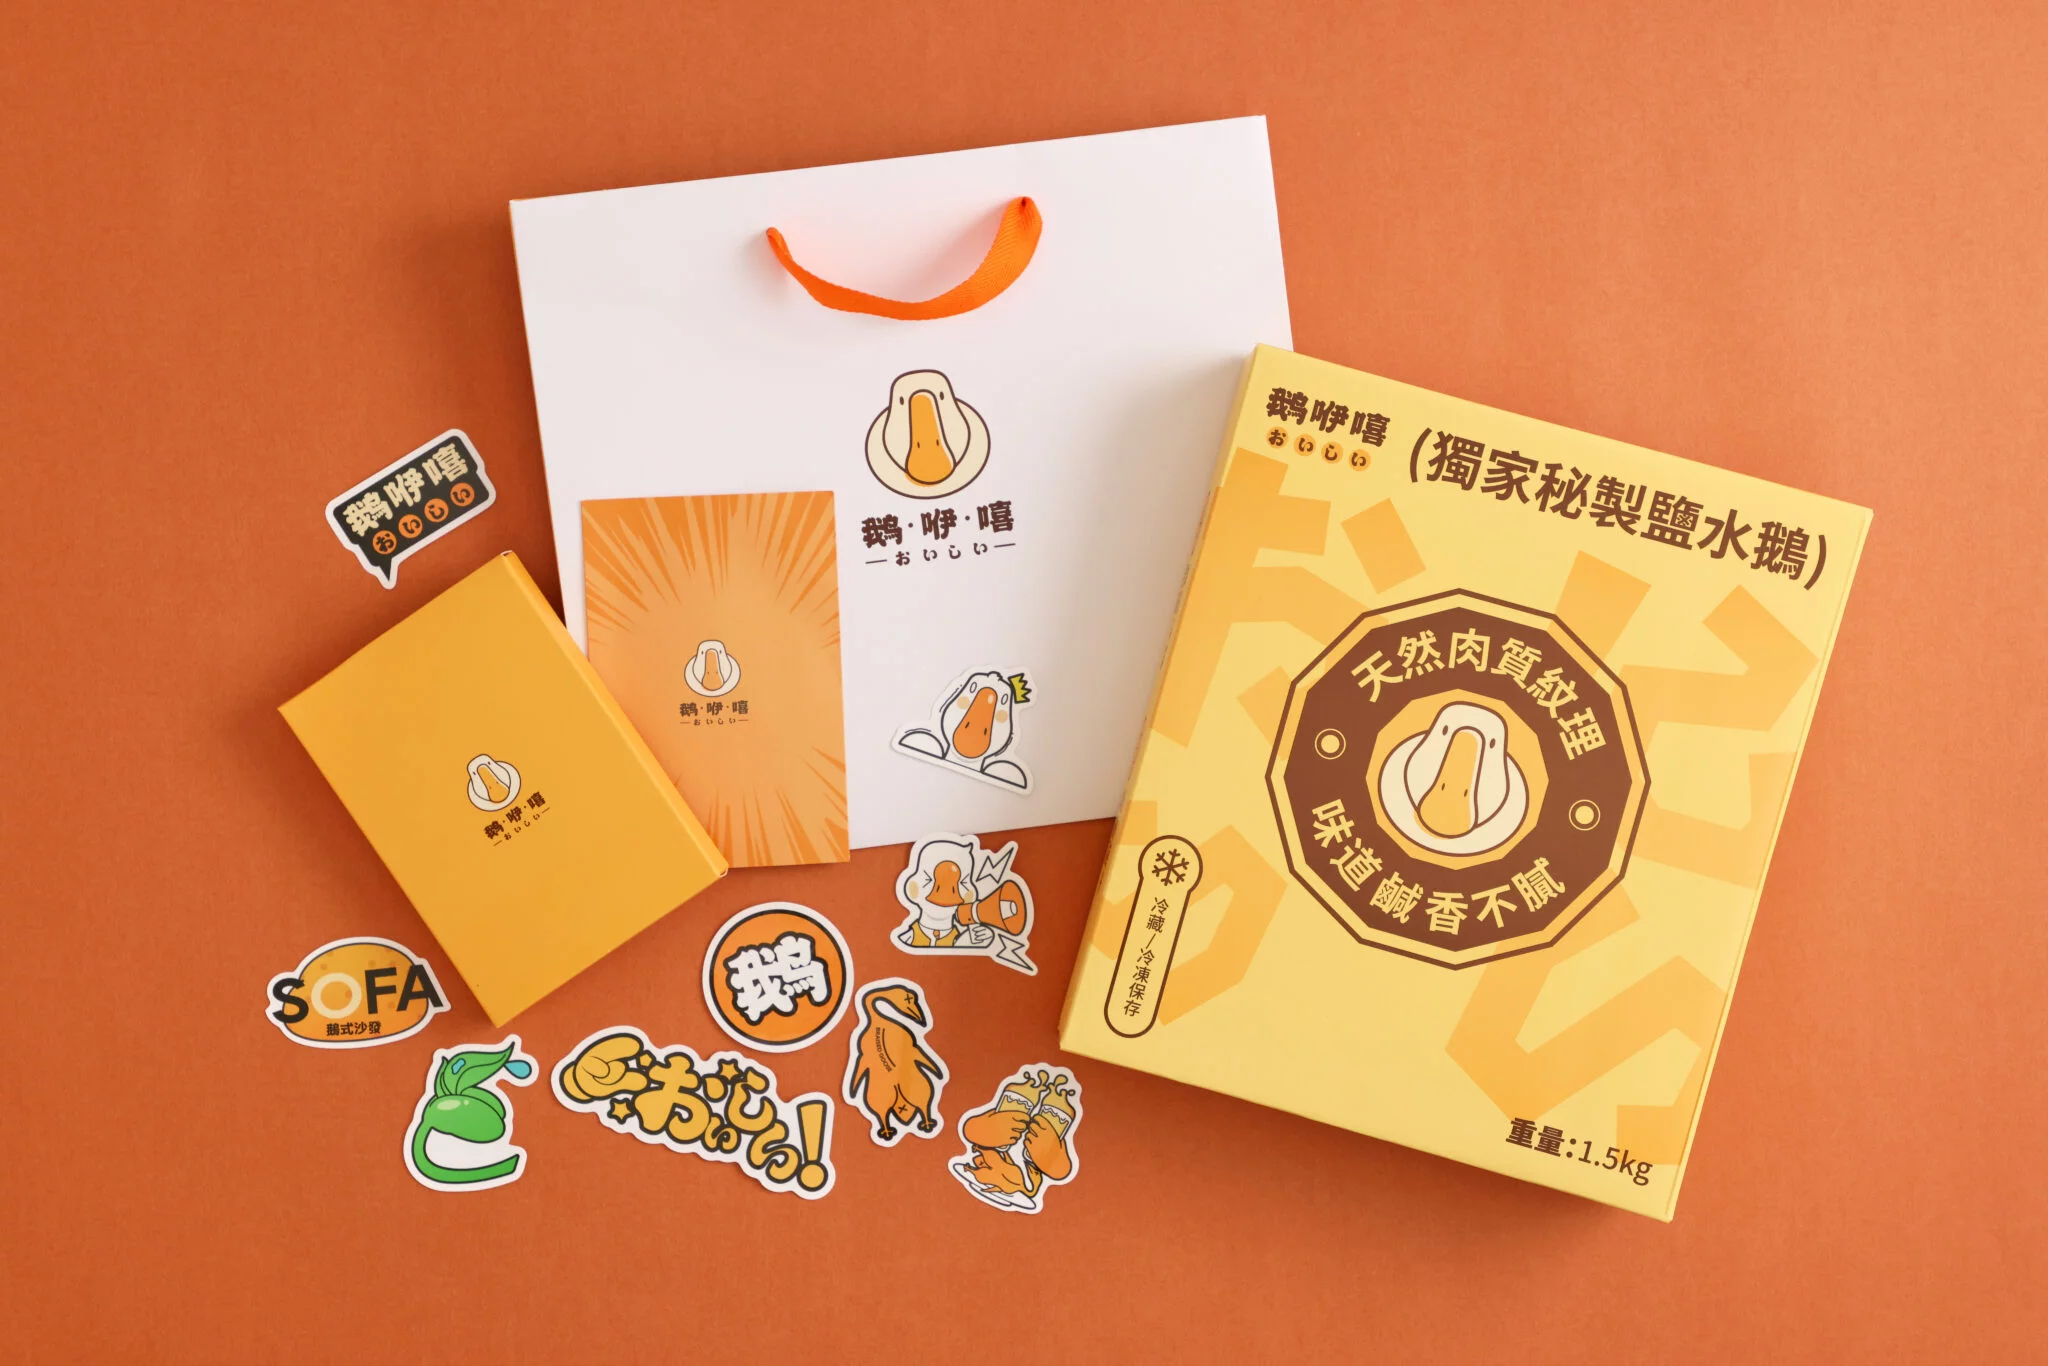 鵝·咿·嘻
おいしい
鵝咿嘻
おいしい
(獨家秘製鹽水鵝)
天然肉質紋理
味道鹹香不膩
冷藏/冷凍保存
重量:1.5kg
鵝咿嘻
おいしい
鵝·咿·嘻
おいしい
鵝·咿·嘻
おいしい
SOFA
鵝式沙發
鵝
おいしい!
BRAISED GOOSE